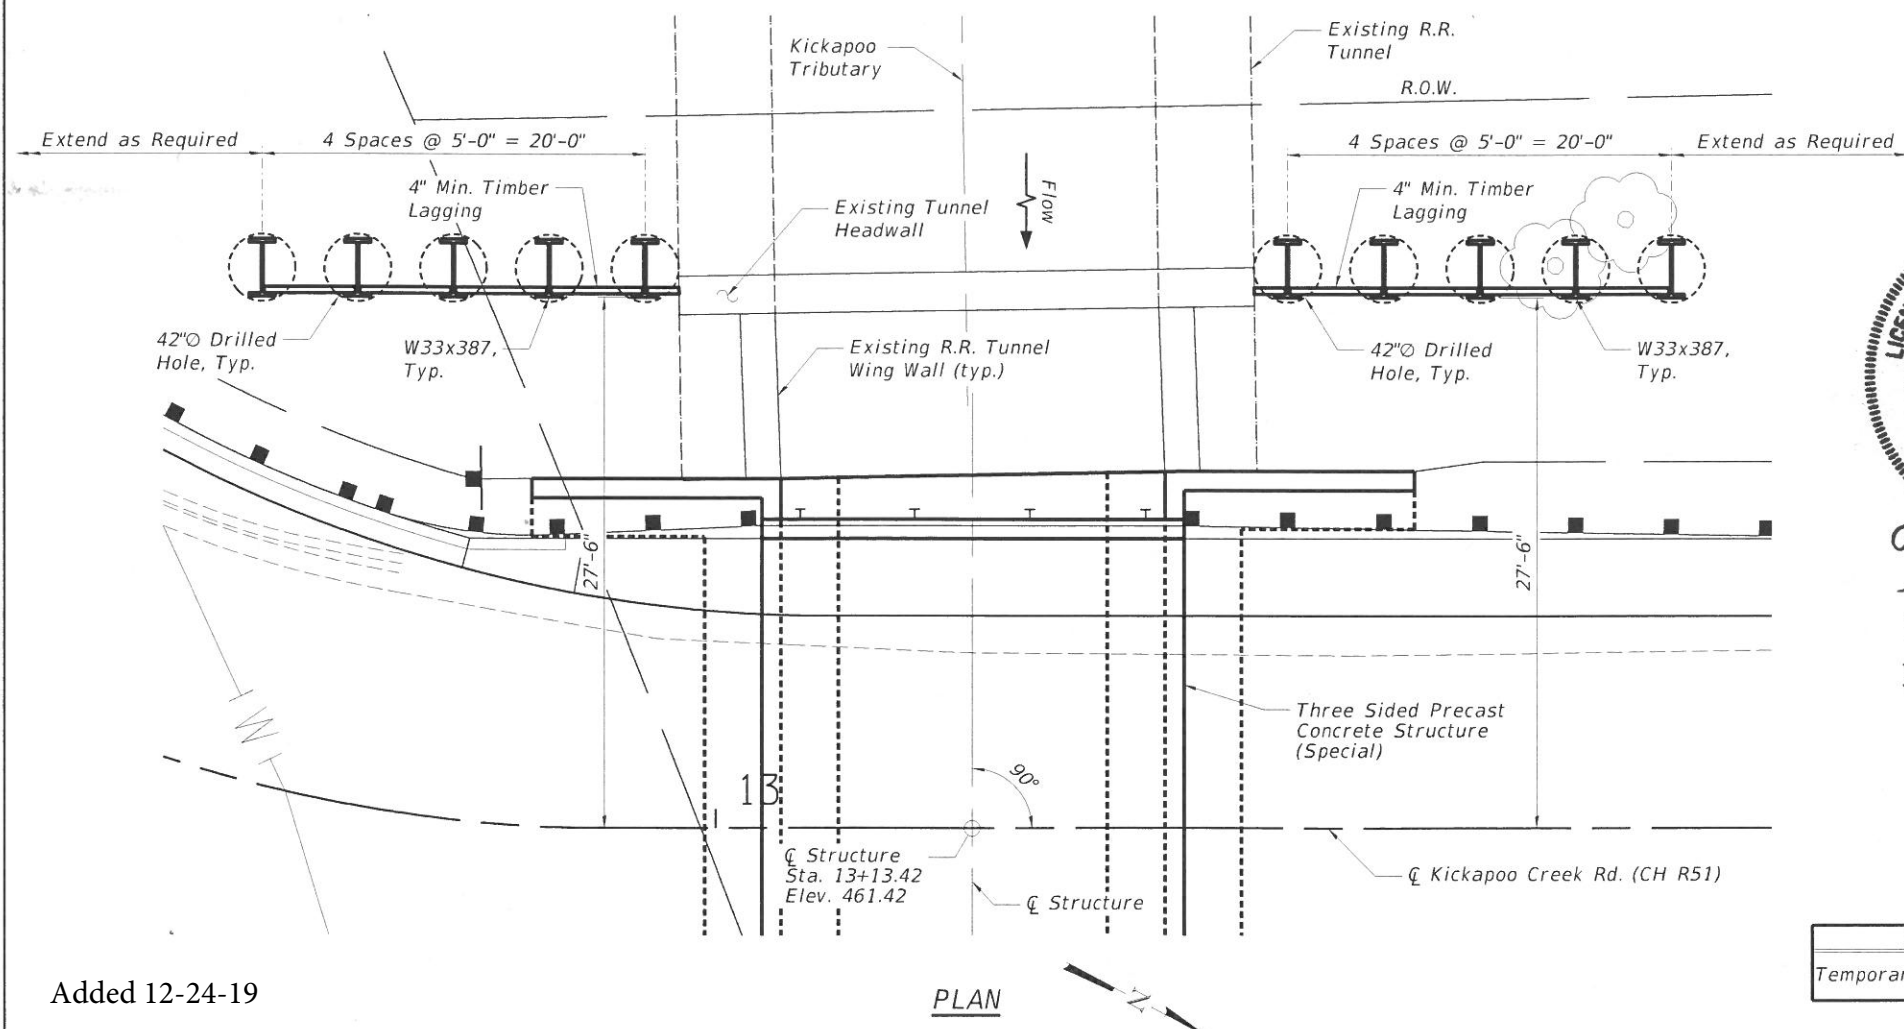 Kickapoo
Tributary
Existing R.R.
Tunnel
R.O.W.
Extend as Required
4 Spaces @ 5'-0" = 20'-0"
4 Spaces @ 5'-0" = 20'-0"
Extend as Required
4" Min. Timber
Lagging
Existing Tunnel
Headwall
Flow
4" Min. Timber
Lagging
42"∅ Drilled
Hole, Typ.
W33x387,
Typ.
Existing R.R. Tunnel
Wing Wall (typ.)
42"∅ Drilled
Hole, Typ.
W33x387,
Typ.
LICEN
27'-6"
27'-6"
W
Three Sided Precast
Concrete Structure
(Special)
13
90°
℄ Structure
Sta. 13+13.42
Elev. 461.42
℄ Structure
℄ Kickapoo Creek Rd. (CH R51)
Temporar
Added 12-24-19
PLAN
N